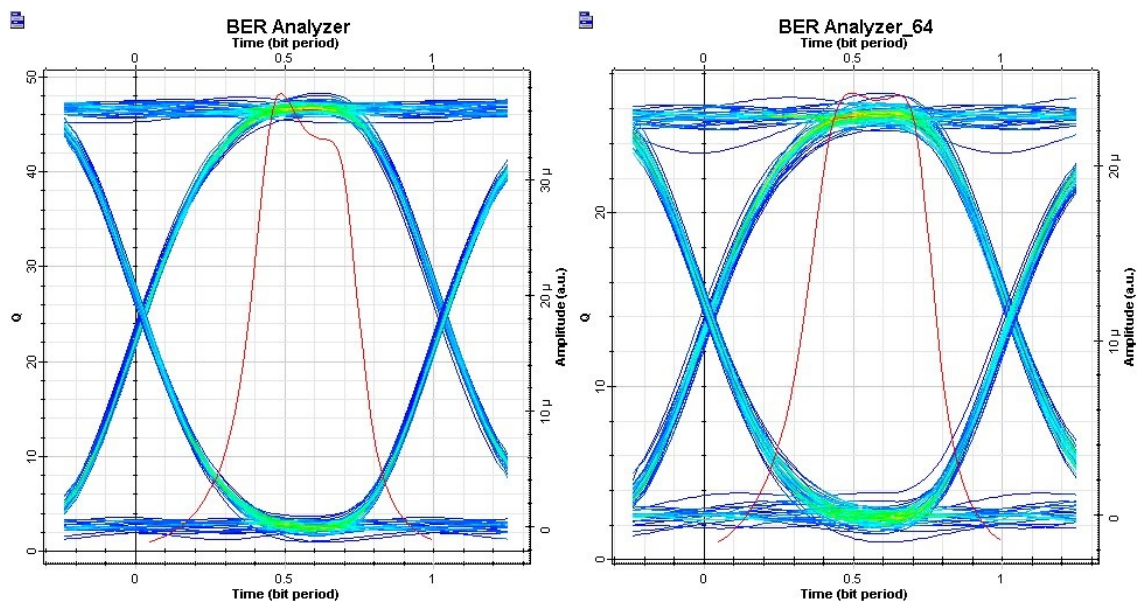 BER Analyzer
Time (bit period)
0 0.5 1
50
40
30
20
10
0
Q
30 µ
20 µ
10 µ
0
Amplitude (a.u.)
0 0.5 1
Time (bit period)
BER Analyzer_64
Time (bit period)
0 0.5 1
20
10
0
Q
20 µ
10 µ
0
Amplitude (a.u.)
0 0.5 1
Time (bit period)